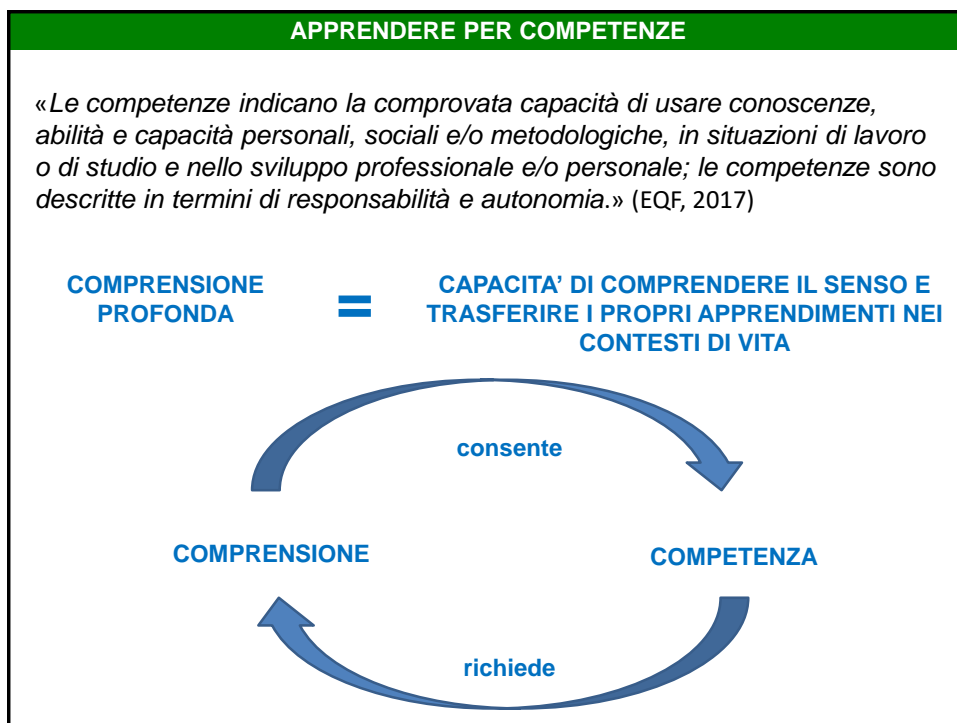 APPRENDERE PER COMPETENZE
«Le competenze indicano la comprovata capacità di usare conoscenze,
abilità e capacità personali, sociali e/o metodologiche, in situazioni di lavoro
o di studio e nello sviluppo professionale e/o personale; le competenze sono
descritte in termini di responsabilità e autonomia.» (EQF, 2017)
COMPRENSIONE
PROFONDA
=
CAPACITA’ DI COMPRENDERE IL SENSO E
TRASFERIRE I PROPRI APPRENDIMENTI NEI
CONTESTI DI VITA
consente
COMPRENSIONE
COMPETENZA
richiede